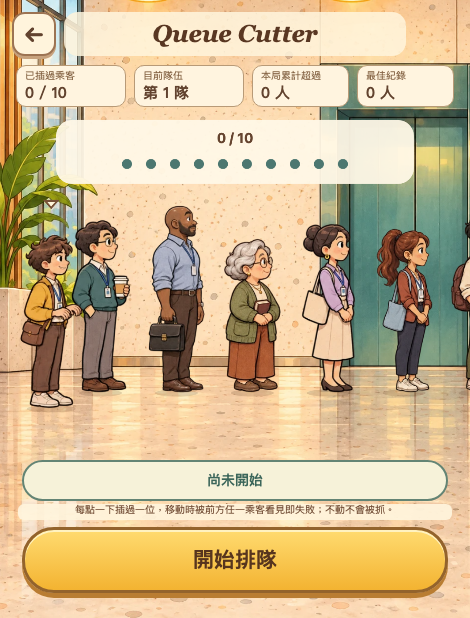 Queue Cutter
已插過乘客
0 / 10
目前隊伍
第 1 隊
本局累計超過
0 人
最佳紀錄
0 人
0 / 10
尚未開始
每點一下插過一位，移動時被前方任一乘客看見即失敗；不動不會被抓。
開始排隊